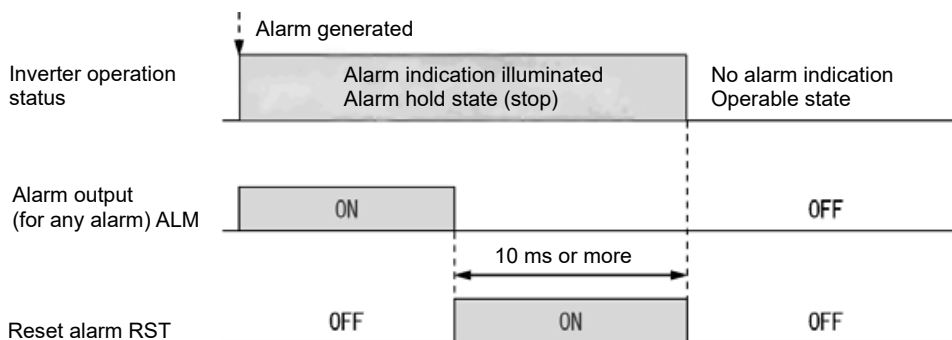 Alarm generated
Inverter operation
status
Alarm indication illuminated
Alarm hold state (stop)
No alarm indication
Operable state
Alarm output
(for any alarm) ALM
ON
OFF
10 ms or more
Reset alarm RST
OFF
ON
OFF